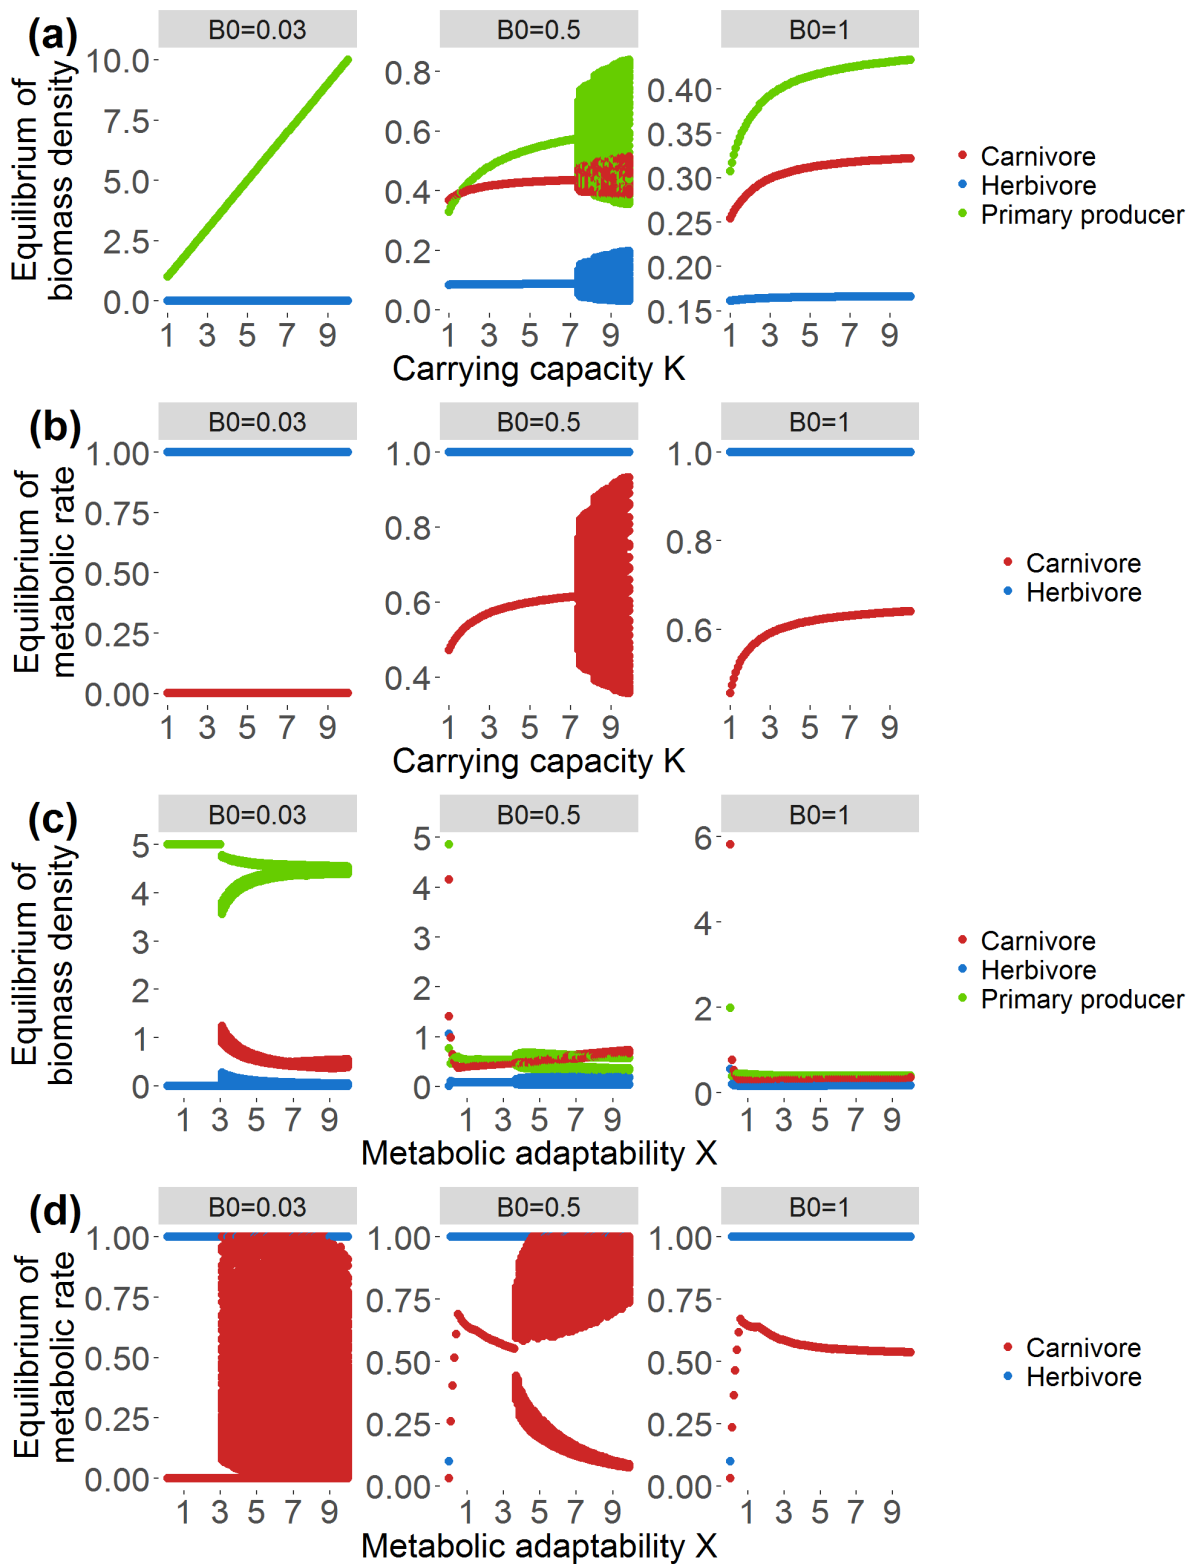 (a)
B0=0.03 B0=0.5 B0=1
Equilibrium of
biomass density
10.0
7.5
5.0
2.5
0.0
0.8
0.6
0.4
0.2
0.0
0.40
0.35
0.30
0.25
0.20
0.15
1 3 5 7 9 1 3 5 7 9 1 3 5 7 9
Carrying capacity K
Carnivore
Herbivore
Primary producer
(b)
B0=0.03 B0=0.5 B0=1
Equilibrium of
metabolic rate
1.00
0.75
0.50
0.25
0.00
1.0
0.8
0.6
0.4
1.0
0.8
0.6
1 3 5 7 9 1 3 5 7 9 1 3 5 7 9
Carrying capacity K
Carnivore
Herbivore
(c)
B0=0.03 B0=0.5 B0=1
Equilibrium of
biomass density
5
4
3
2
1
0
5
4
3
2
1
0
6
4
2
0
1 3 5 7 9 1 3 5 7 9 1 3 5 7 9
Metabolic adaptability X
Carnivore
Herbivore
Primary producer
(d)
B0=0.03 B0=0.5 B0=1
Equilibrium of
metabolic rate
1.00
0.75
0.50
0.25
0.00
1.00
0.75
0.50
0.25
0.00
1.00
0.75
0.50
0.25
0.00
1 3 5 7 9 1 3 5 7 9 1 3 5 7 9
Metabolic adaptability X
Carnivore
Herbivore